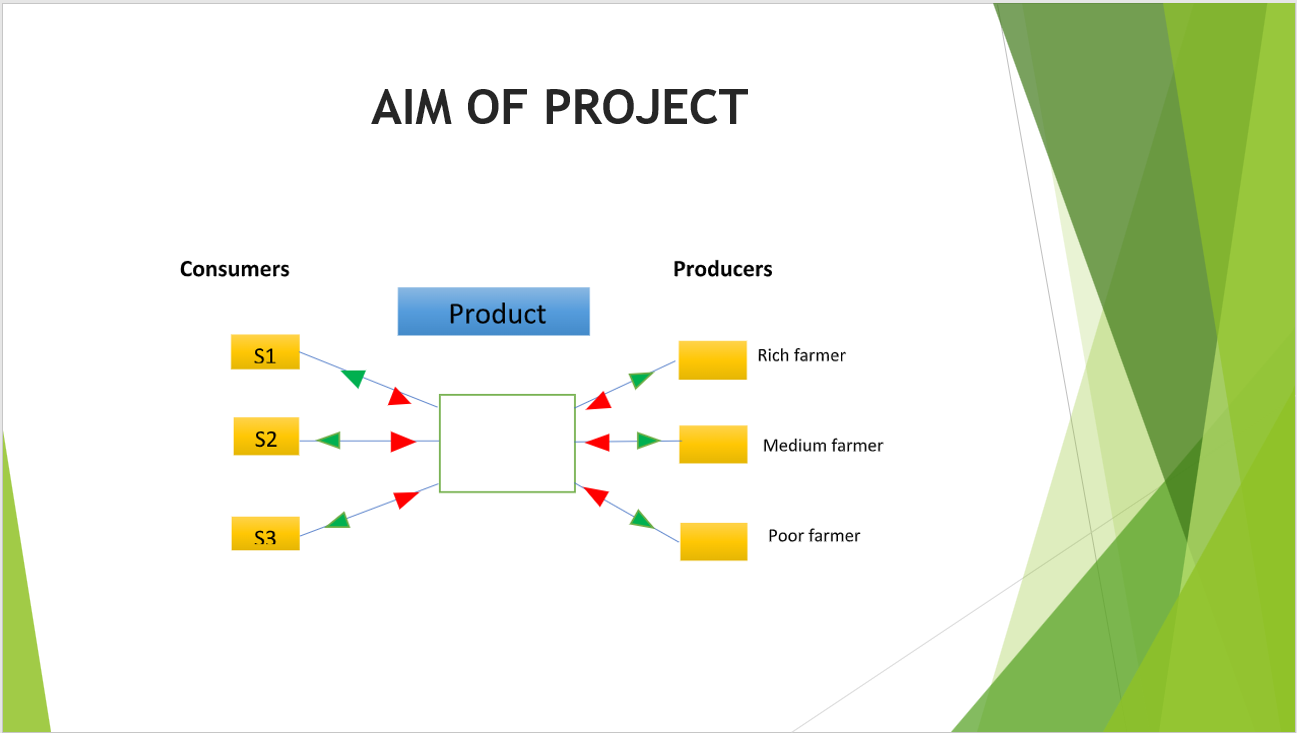 AIM OF PROJECT
Consumers
Producers
Product
S1
Rich farmer
S2
Medium farmer
S3
Poor farmer